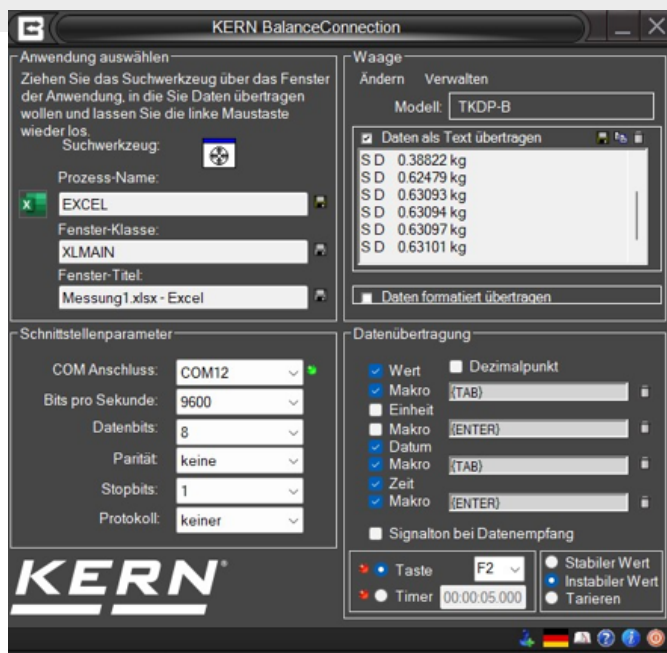 KERN BalanceConnection
Anwendung auswählen
Ziehen Sie das Suchwerkzeug über das Fenster
der Anwendung, in die Sie Daten übertragen
wollen und lassen Sie die linke Maustaste
wieder los.
Suchwerkzeug:
Prozess-Name:
EXCEL
Fenster-Klasse:
XLMAIN
Fenster-Titel:
Messung1.xlsx - Excel
Waage
Ändern Verwalten
Modell: TKDP-B
Daten als Text übertragen
S D 0.38822 kg
S D 0.62479 kg
S D 0.63093 kg
S D 0.63094 kg
S D 0.63097 kg
S D 0.63101 kg
Daten formatiert übertragen
Schnittstellenparameter
COM Anschluss: COM12
Bits pro Sekunde: 9600
Datenbits: 8
Parität: keine
Stopbits: 1
Protokoll: keiner
KERN
Datenübertragung
Wert Dezimalpunkt
Makro {TAB}
Einheit
Makro {ENTER}
Datum
Makro {TAB}
Zeit
Makro {ENTER}
Signalton bei Datenempfang
Taste F2
Timer 00:00:05.000
Stabiler Wert
Instabiler Wert
Tarieren